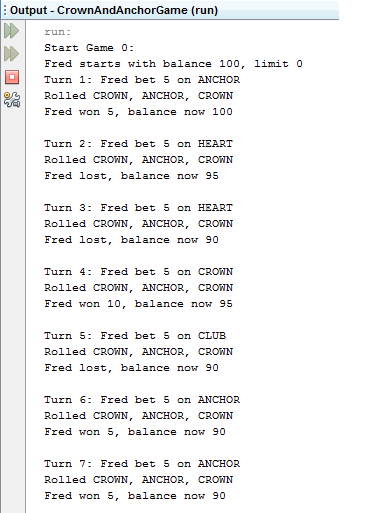 Output - CrownAndAnchorGame (run)
run:
Start Game 0:
Fred starts with balance 100, limit 0
Turn 1: Fred bet 5 on ANCHOR
Rolled CROWN, ANCHOR, CROWN
Fred won 5, balance now 100
Turn 2: Fred bet 5 on HEART
Rolled CROWN, ANCHOR, CROWN
Fred lost, balance now 95
Turn 3: Fred bet 5 on HEART
Rolled CROWN, ANCHOR, CROWN
Fred lost, balance now 90
Turn 4: Fred bet 5 on CROWN
Rolled CROWN, ANCHOR, CROWN
Fred won 10, balance now 95
Turn 5: Fred bet 5 on CLUB
Rolled CROWN, ANCHOR, CROWN
Fred lost, balance now 90
Turn 6: Fred bet 5 on ANCHOR
Rolled CROWN, ANCHOR, CROWN
Fred won 5, balance now 90
Turn 7: Fred bet 5 on ANCHOR
Rolled CROWN, ANCHOR, CROWN
Fred won 5, balance now 90